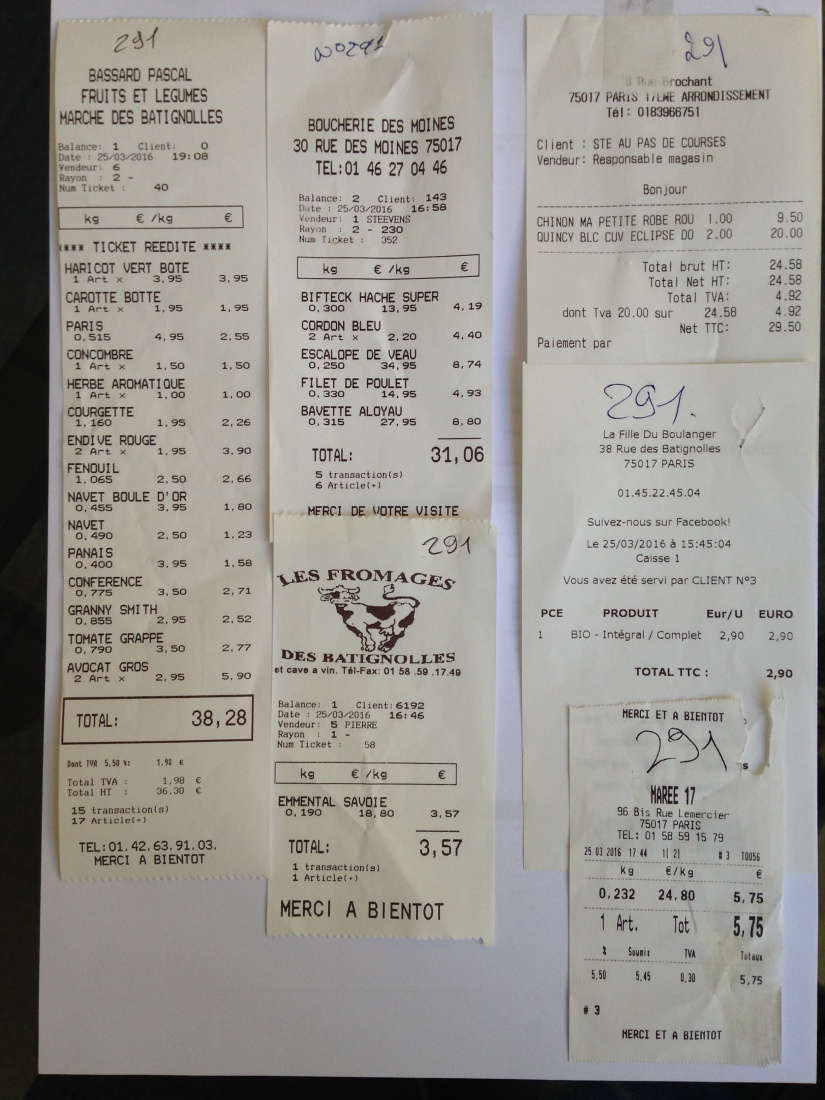 291
BASSARD PASCAL
FRUITS ET LEGUMES
MARCHE DES BATIGNOLLES
Balance: 1 Client: 0
Date : 25/03/2016 19:08
Vendeur: 6
Rayon : 2 -
Num Ticket : 40
kg € /kg €
**** TICKET REEDITE ****
HARICOT VERT BOTE
1 Art x 3,95 3,95
CAROTTE BOTTE
1 Art x 1,95 1,95
PARIS
0,515 4,95 2,55
CONCOMBRE
1 Art x 1,50 1,50
HERBE AROMATIQUE
1 Art x 1,00 1,00
COURGETTE
1,160 1,95 2,26
ENDIVE ROUGE
2 Art x 1,95 3,90
FENOUIL
1,065 2,50 2,66
NAVET BOULE D'OR
0,455 3,95 1,80
NAVET
0,490 2,50 1,23
PANAIS
0,400 3,95 1,58
CONFERENCE
0,775 3,50 2,71
GRANNY SMITH
0,855 2,95 2,52
TOMATE GRAPPE
0,790 3,50 2,77
AVOCAT GROS
2 Art x 2,95 5,90
TOTAL: 38,28
Dont TVA 5,50 %: 1,98 €
Total TVA : 1,98 €
Total HT : 36,30 €
15 transaction(s)
17 Article(+)
TEL:01.42.63.91.03.
MERCI A BIENTOT
N°291
BOUCHERIE DES MOINES
30 RUE DES MOINES 75017
TEL:01 46 27 04 46
Balance: 2 Client: 143
Date : 25/03/2016 16:58
Vendeur: 1 STEEVENS
Rayon : 2 - 230
Num Ticket : 352
kg € /kg €
BIFTECK HACHE SUPER
0,300 13,95 4,19
CORDON BLEU
2 Art x 2,20 4,40
ESCALOPE DE VEAU
0,250 34,95 8,74
FILET DE POULET
0,330 14,95 4,93
BAVETTE ALOYAU
0,315 27,95 8,80
TOTAL: 31,06
5 transaction(s)
6 Article(+)
MERCI DE VOTRE VISITE
291
LES FROMAGES
DES BATIGNOLLES
et cave a vin. Tél-Fax: 01 58 .59 .17.49
Balance: 1 Client:6192
Date : 25/03/2016 16:46
Vendeur: 5 PIERRE
Rayon : 1 -
Num Ticket : 58
kg € /kg €
EMMENTAL SAVOIE
0,190 18,80 3,57
TOTAL: 3,57
1 transaction(s)
1 Article(+)
MERCI A BIENTOT
291
8 Rue Brochant
75017 PARIS 17EME ARRONDISSEMENT
Tél: 0183966751
Client : STE AU PAS DE COURSES
Vendeur: Responsable magasin
Bonjour
CHINON MA PETITE ROBE ROU 1.00 9.50
QUINCY BLC CUV ECLIPSE DO 2.00 20.00
Total brut HT: 24.58
Total Net HT: 24.58
Total TVA: 4.92
dont Tva 20.00 sur 24.58 4.92
Net TTC: 29.50
Paiement par
291.
La Fille Du Boulanger
38 Rue des Batignolles
75017 PARIS
01.45.22.45.04
Suivez-nous sur Facebook!
Le 25/03/2016 à 15:45:04
Caisse 1
Vous avez été servi par CLIENT N°3
PCE PRODUIT Eur/U EURO
1 BIO - Intégral / Complet 2,90 2,90
TOTAL TTC : 2,90
MERCI ET A BIENTOT
291
s
MAREE 17
96 Bis Rue Lemercier
75017 PARIS
TEL: 01 58 59 15 79
25.03.2016 17:44 1( 2) #3 T0056
kg €/kg €
0,232 24,80 5,75
1 Art. Tot 5,75
% Soumis TVA Totaux
5,50 5,45 0,30 5,75
# 3
MERCI ET A BIENTOT